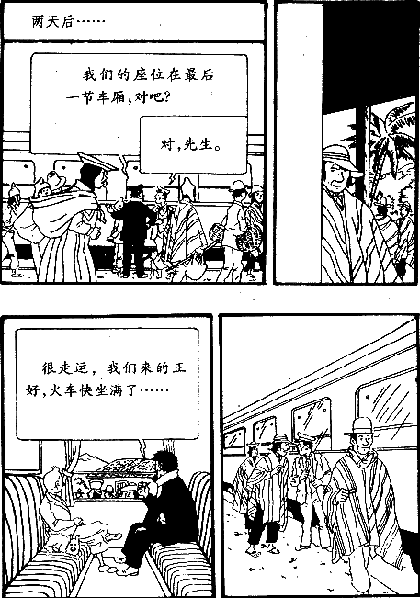 两天后……
我们的座位在最后
一节车厢、对吧?
对,先生。
很走运，我们来的正
好,火车快坐满了……